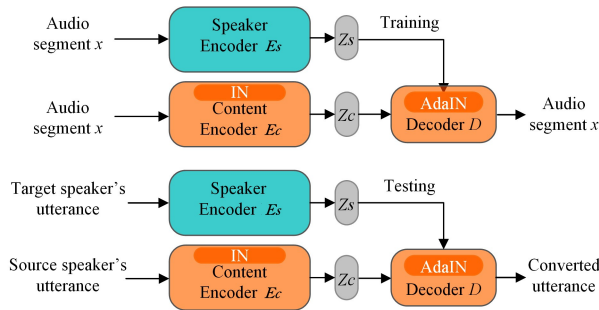 Audio
segment x
Speaker
Encoder Es
Zs
Training
Audio
segment x
IN
Content
Encoder Ec
Zc
AdaIN
Decoder D
Audio
segment x
Target speaker's
utterance
Speaker
Encoder Es
Zs
Testing
Source speaker's
utterance
IN
Content
Encoder Ec
Zc
AdaIN
Decoder D
Converted
utterance